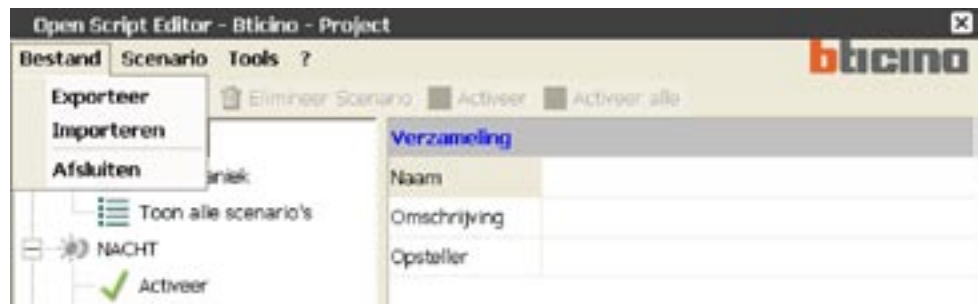 Open Script Editor - Bticino - Project
Bestand Scenario Tools ?
bticino
Exporteer
Importeren
Afsluiten
Elimineer Scenario Activeer Activeer alle
Toon alle scenario's
NACHT
Activeer
Verzameling
Naam
Omschrijving
Opsteller